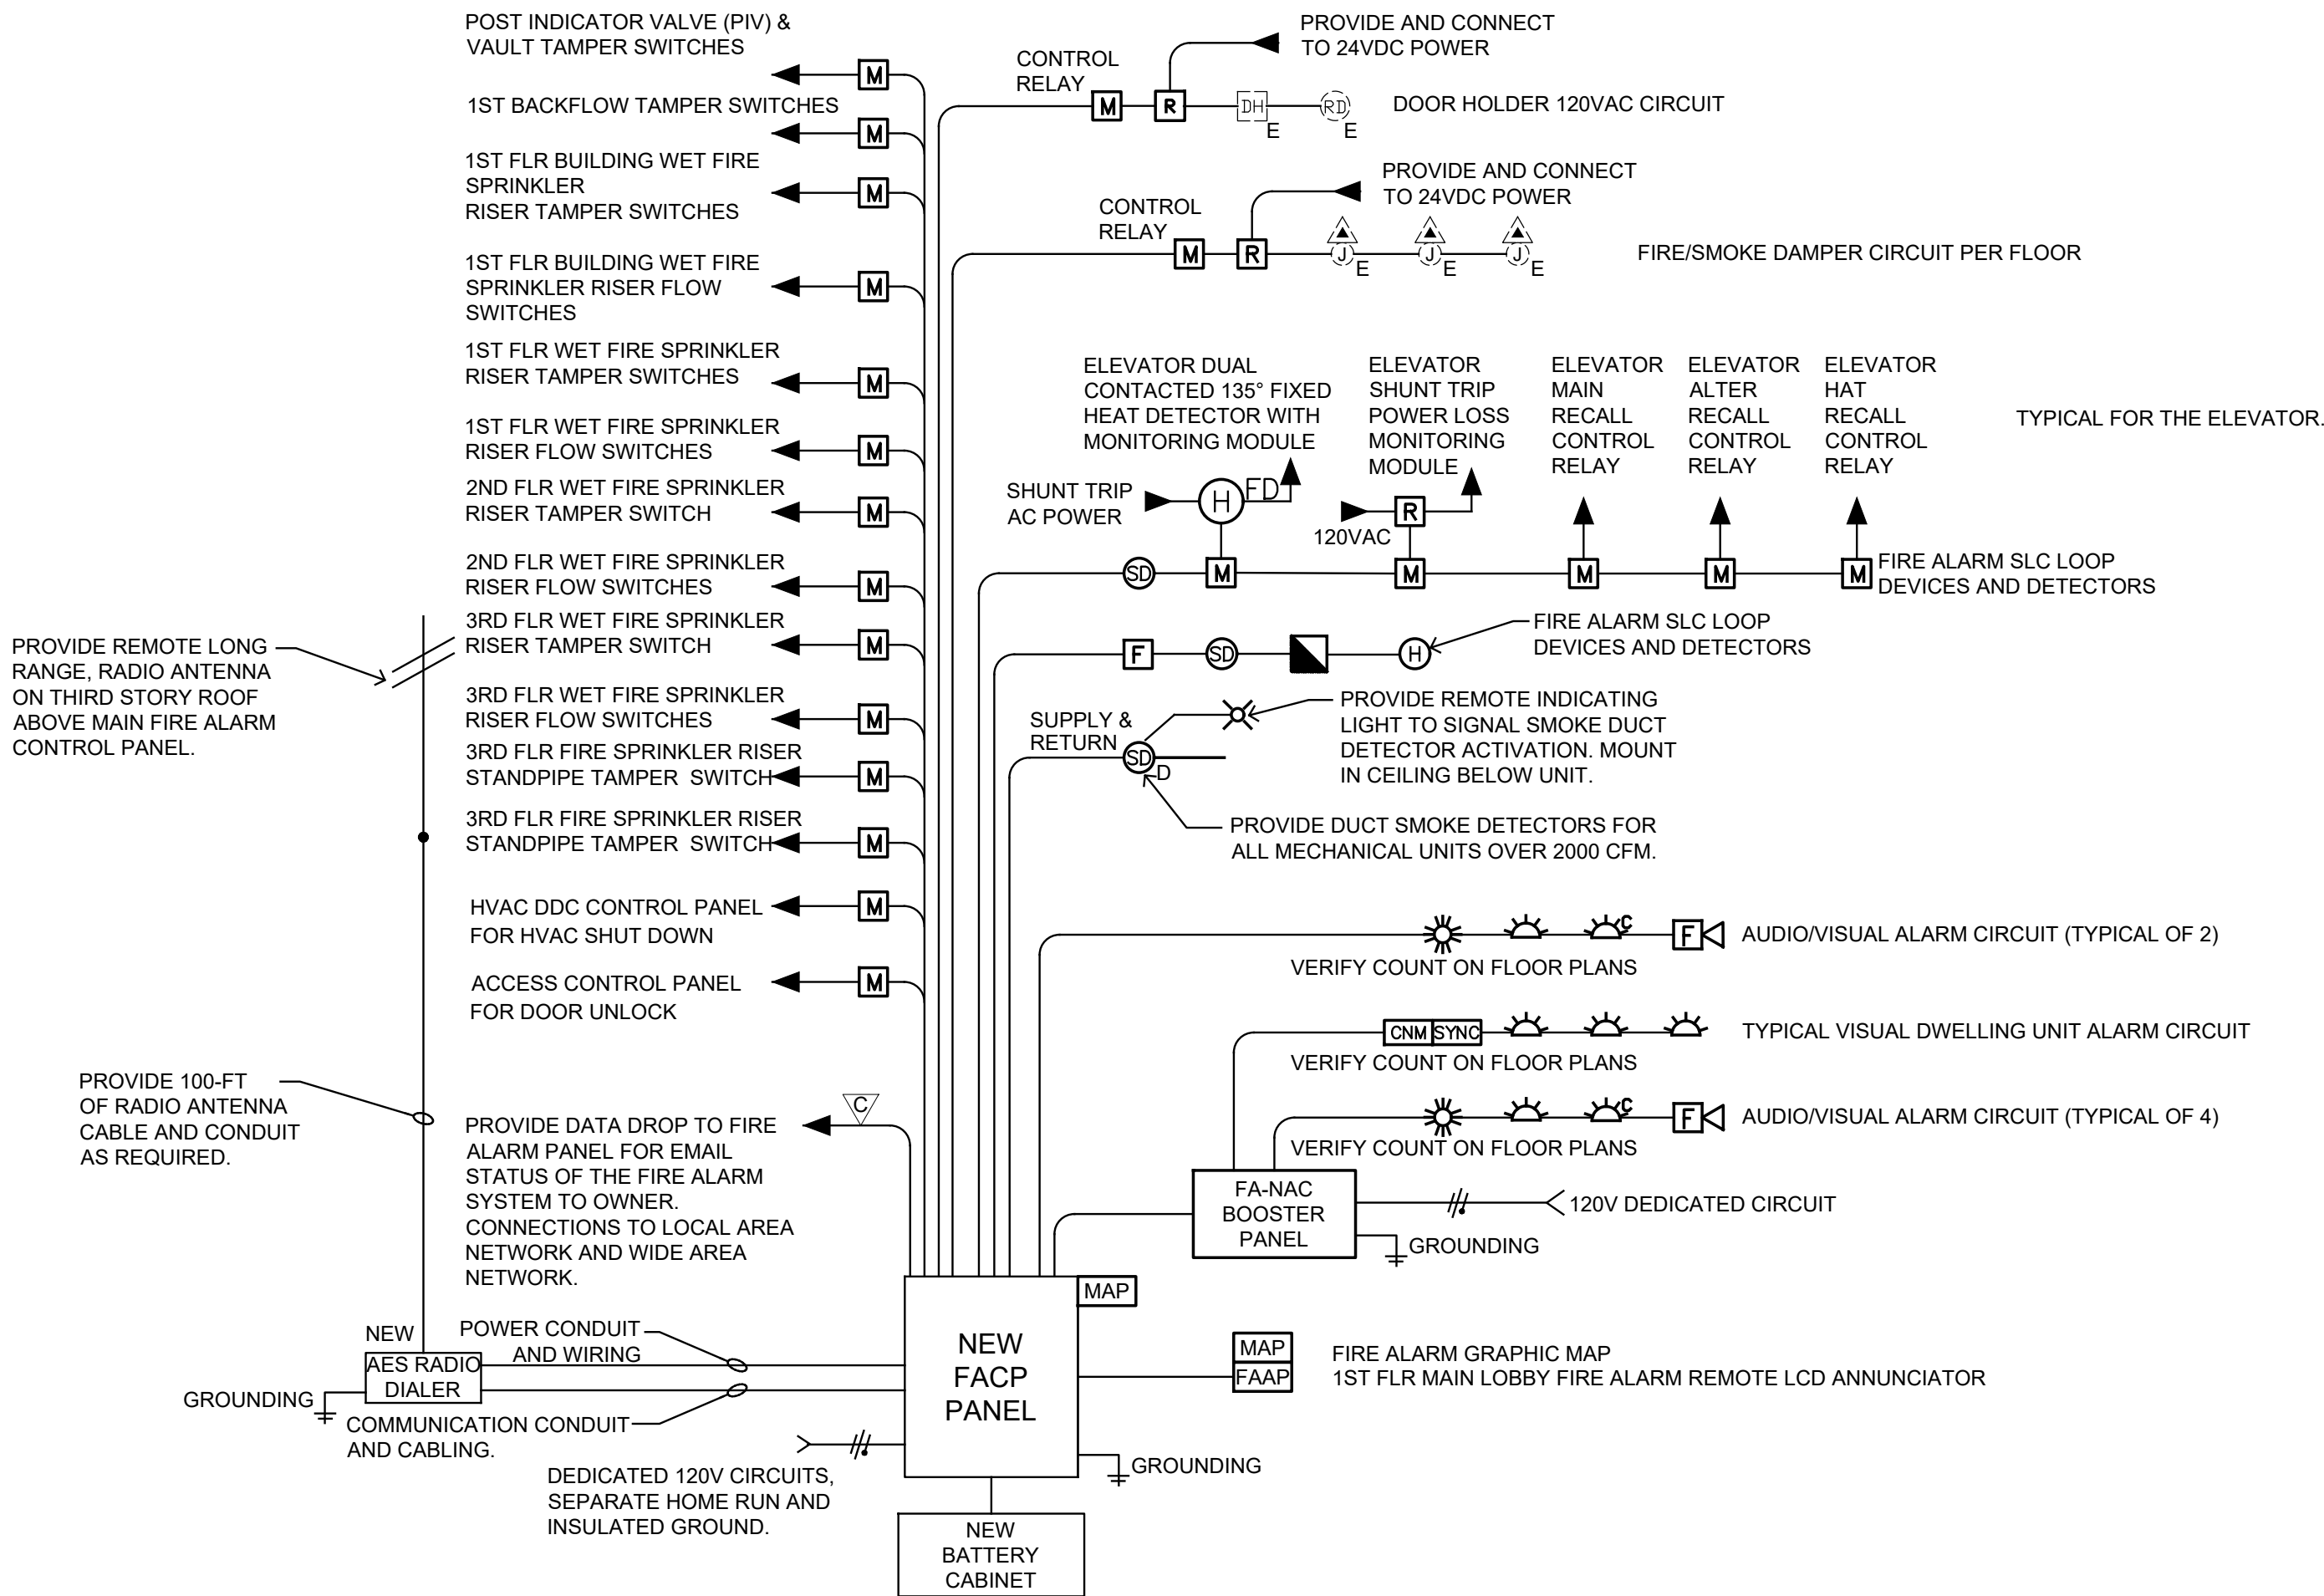 POST INDICATOR VALVE (PIV) &
VAULT TAMPER SWITCHES
M
1ST BACKFLOW TAMPER SWITCHES
M
1ST FLR BUILDING WET FIRE
SPRINKLER
RISER TAMPER SWITCHES
M
1ST FLR BUILDING WET FIRE
SPRINKLER RISER FLOW
SWITCHES
M
1ST FLR WET FIRE SPRINKLER
RISER TAMPER SWITCHES
M
1ST FLR WET FIRE SPRINKLER
RISER FLOW SWITCHES
M
2ND FLR WET FIRE SPRINKLER
RISER TAMPER SWITCH
M
2ND FLR WET FIRE SPRINKLER
RISER FLOW SWITCHES
M
3RD FLR WET FIRE SPRINKLER
RISER TAMPER SWITCH
M
3RD FLR WET FIRE SPRINKLER
RISER FLOW SWITCHES
M
3RD FLR FIRE SPRINKLER RISER
STANDPIPE TAMPER SWITCH
M
3RD FLR FIRE SPRINKLER RISER
STANDPIPE TAMPER SWITCH
M
HVAC DDC CONTROL PANEL
FOR HVAC SHUT DOWN
M
ACCESS CONTROL PANEL
FOR DOOR UNLOCK
M
PROVIDE REMOTE LONG
RANGE, RADIO ANTENNA
ON THIRD STORY ROOF
ABOVE MAIN FIRE ALARM
CONTROL PANEL.
PROVIDE 100-FT
OF RADIO ANTENNA
CABLE AND CONDUIT
AS REQUIRED.
PROVIDE DATA DROP TO FIRE
ALARM PANEL FOR EMAIL
STATUS OF THE FIRE ALARM
SYSTEM TO OWNER.
CONNECTIONS TO LOCAL AREA
NETWORK AND WIDE AREA
NETWORK.
C
CONTROL
RELAY
PROVIDE AND CONNECT
TO 24VDC POWER
M
R
DH
E
RD
E
DOOR HOLDER 120VAC CIRCUIT
CONTROL
RELAY
PROVIDE AND CONNECT
TO 24VDC POWER
M
R
J
E
J
E
J
E
FIRE/SMOKE DAMPER CIRCUIT PER FLOOR
ELEVATOR DUAL
CONTACTED 135° FIXED
HEAT DETECTOR WITH
MONITORING MODULE
ELEVATOR
SHUNT TRIP
POWER LOSS
MONITORING
MODULE
ELEVATOR
MAIN
RECALL
CONTROL
RELAY
ELEVATOR
ALTER
RECALL
CONTROL
RELAY
ELEVATOR
HAT
RECALL
CONTROL
RELAY
TYPICAL FOR THE ELEVATOR.
SHUNT TRIP
AC POWER
H
FD
120VAC
R
SD
M
M
M
M
M
FIRE ALARM SLC LOOP
DEVICES AND DETECTORS
F
SD
H
FIRE ALARM SLC LOOP
DEVICES AND DETECTORS
SUPPLY &
RETURN
SD
D
PROVIDE REMOTE INDICATING
LIGHT TO SIGNAL SMOKE DUCT
DETECTOR ACTIVATION. MOUNT
IN CEILING BELOW UNIT.
PROVIDE DUCT SMOKE DETECTORS FOR
ALL MECHANICAL UNITS OVER 2000 CFM.
C
F
AUDIO/VISUAL ALARM CIRCUIT (TYPICAL OF 2)
VERIFY COUNT ON FLOOR PLANS
CNM
SYNC
TYPICAL VISUAL DWELLING UNIT ALARM CIRCUIT
VERIFY COUNT ON FLOOR PLANS
C
F
AUDIO/VISUAL ALARM CIRCUIT (TYPICAL OF 4)
VERIFY COUNT ON FLOOR PLANS
FA-NAC
BOOSTER
PANEL
120V DEDICATED CIRCUIT
GROUNDING
MAP
NEW
FACP
PANEL
MAP
FAAP
FIRE ALARM GRAPHIC MAP
1ST FLR MAIN LOBBY FIRE ALARM REMOTE LCD ANNUNCIATOR
GROUNDING
NEW
AES RADIO
DIALER
GROUNDING
POWER CONDUIT
AND WIRING
COMMUNICATION CONDUIT
AND CABLING.
DEDICATED 120V CIRCUITS,
SEPARATE HOME RUN AND
INSULATED GROUND.
NEW
BATTERY
CABINET